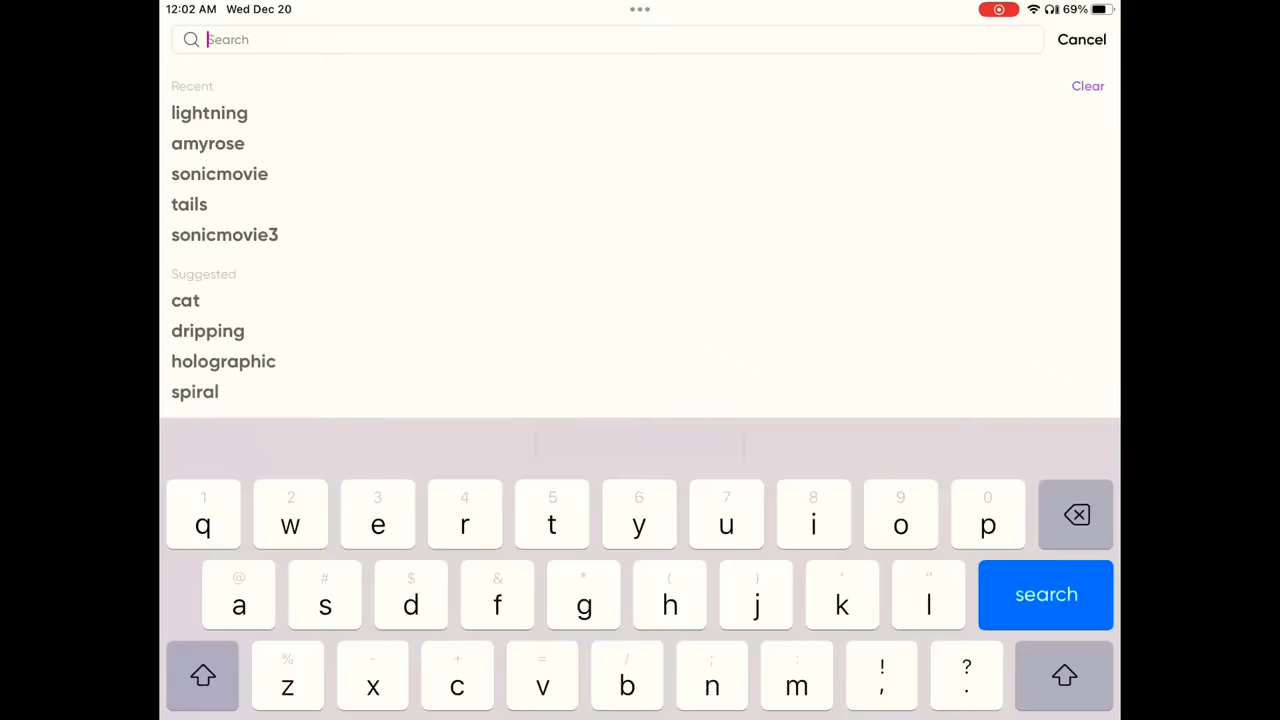 12:02 AM Wed Dec 20 69%
Search Cancel
Recent Clear
lightning
amyrose
sonicmovie
tails
sonicmovie3
Suggested
cat
dripping
holographic
spiral
1 2 3 4 5 6 7 8 9 0
q w e r t y u i o p
@ # $ & * ( ) ' "
a s d f g h j k l search
% - + = / ; : ! ?
z x c v b n m , .